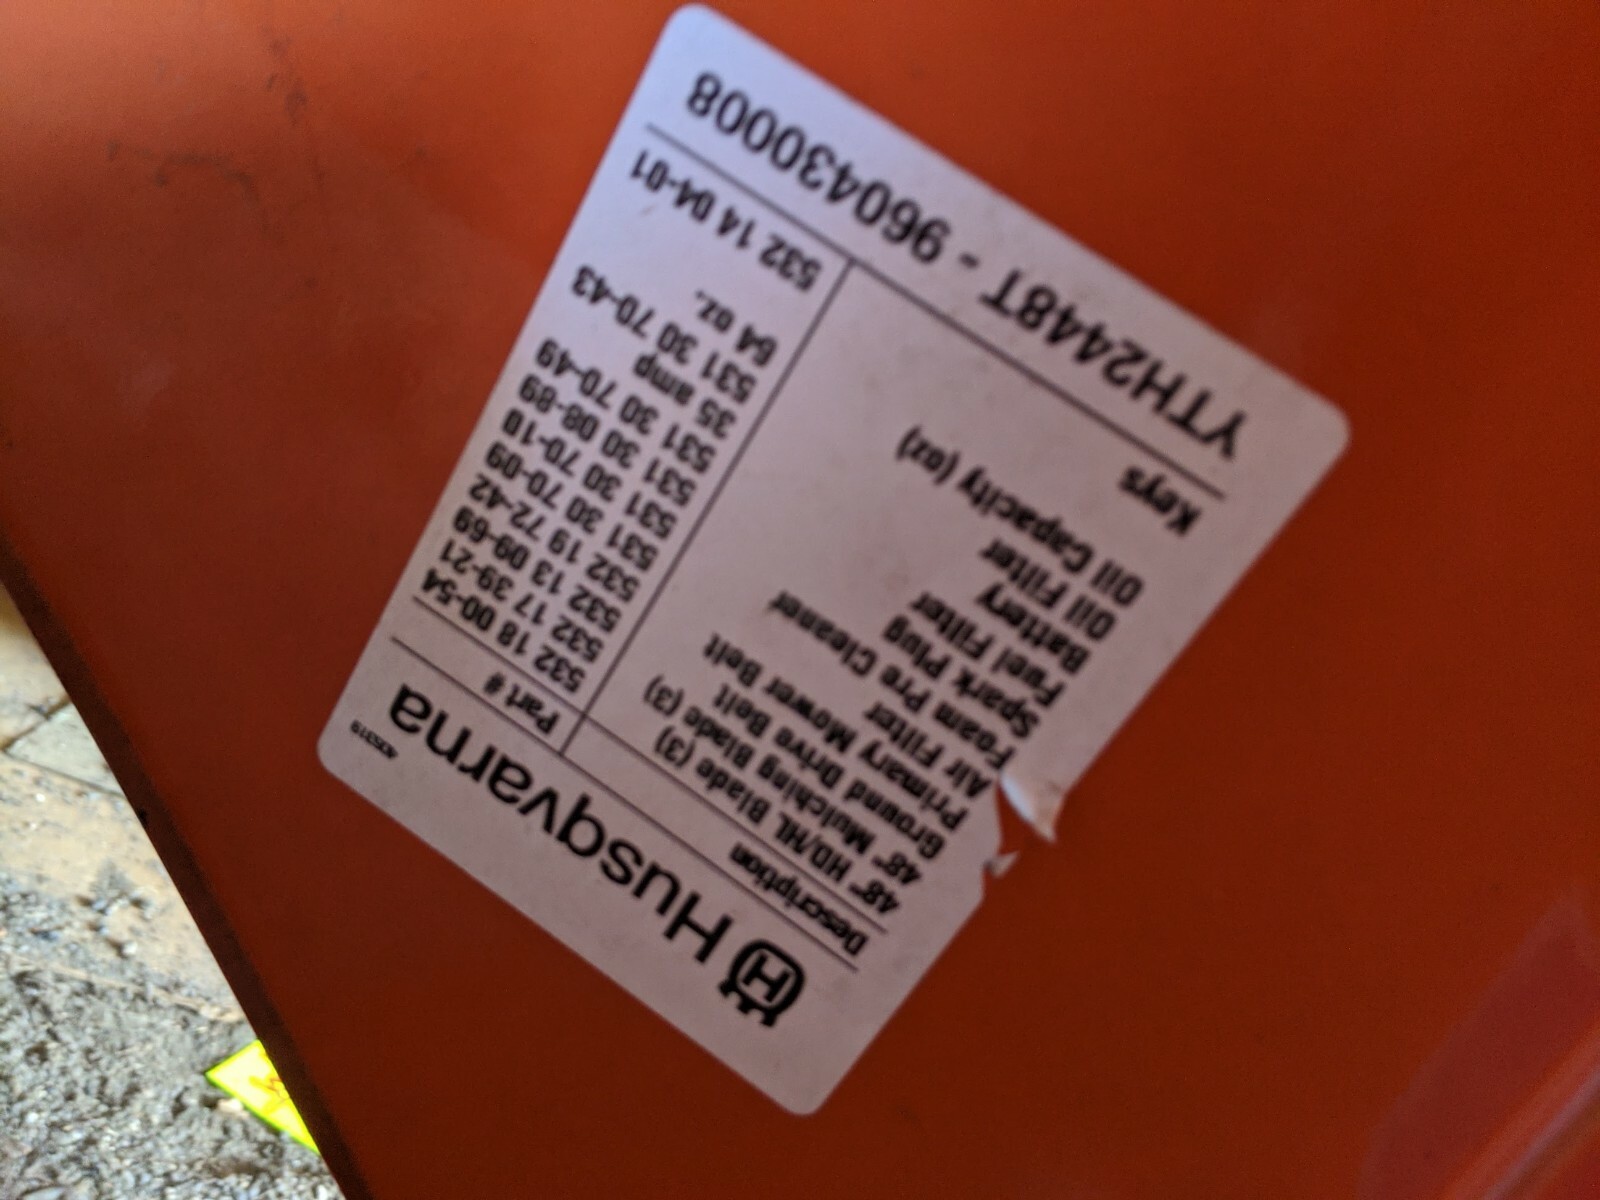 Husqvarna
Description Part #
48" HD/HL Blade (3) 532 18 00-54
48" Mulching Blade (3) 532 17 39-21
Ground Drive Belt 532 13 09-69
Primary Mower Belt 532 19 72-42
Air Filter 531 30 70-09
Foam Pre Cleaner 531 30 70-10
Spark Plug 531 30 08-89
Fuel Filter 531 30 70-49
Battery 35 amp
Oil Filter 531 30 70-43
Oil Capacity (oz) 64 oz.
Keys 532 14 04-01
YTH2448T - 960430008